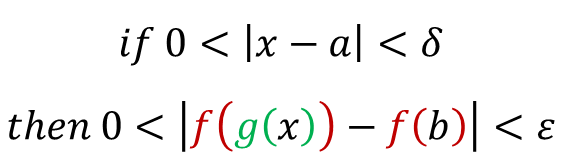 if 0 < |x − a| < δ
then 0 < |f(g(x)) − f(b)| < ε